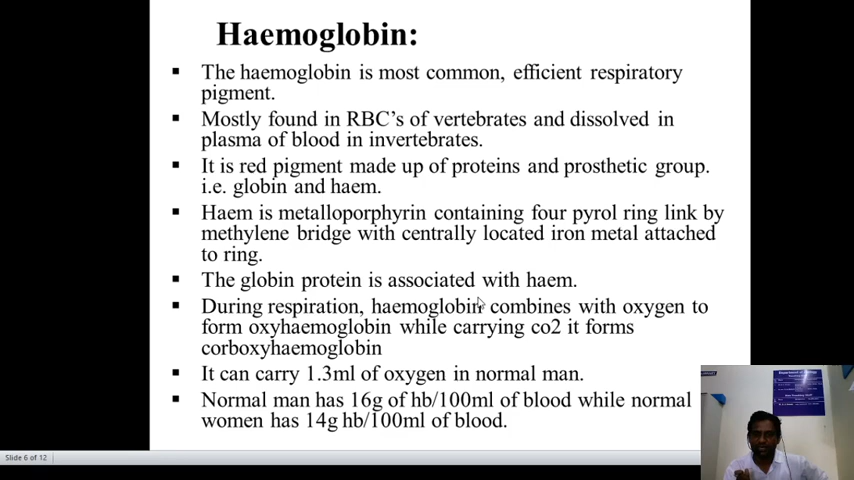 Haemoglobin:
▪ The haemoglobin is most common, efficient respiratory
pigment.
▪ Mostly found in RBC's of vertebrates and dissolved in
plasma of blood in invertebrates.
▪ It is red pigment made up of proteins and prosthetic group.
i.e. globin and haem.
▪ Haem is metalloporphyrin containing four pyrol ring link by
methylene bridge with centrally located iron metal attached
to ring.
▪ The globin protein is associated with haem.
▪ During respiration, haemoglobin combines with oxygen to
form oxyhaemoglobin while carrying co2 it forms
corboxyhaemoglobin
▪ It can carry 1.3ml of oxygen in normal man.
▪ Normal man has 16g of hb/100ml of blood while normal
women has 14g hb/100ml of blood.
Slide 6 of 12